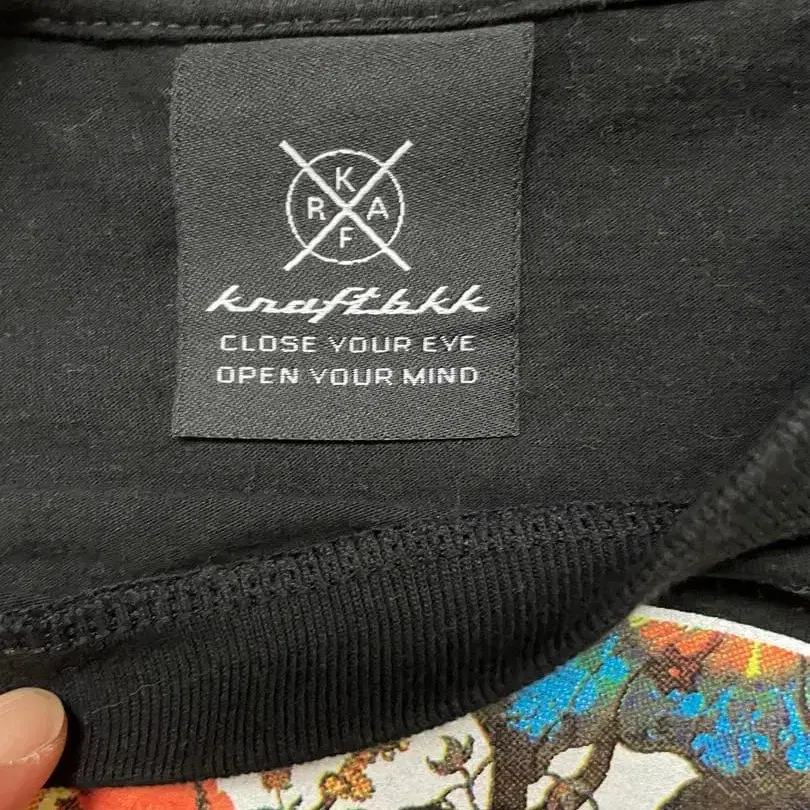 K
R A
F
kraftbkk
CLOSE YOUR EYE
OPEN YOUR MIND